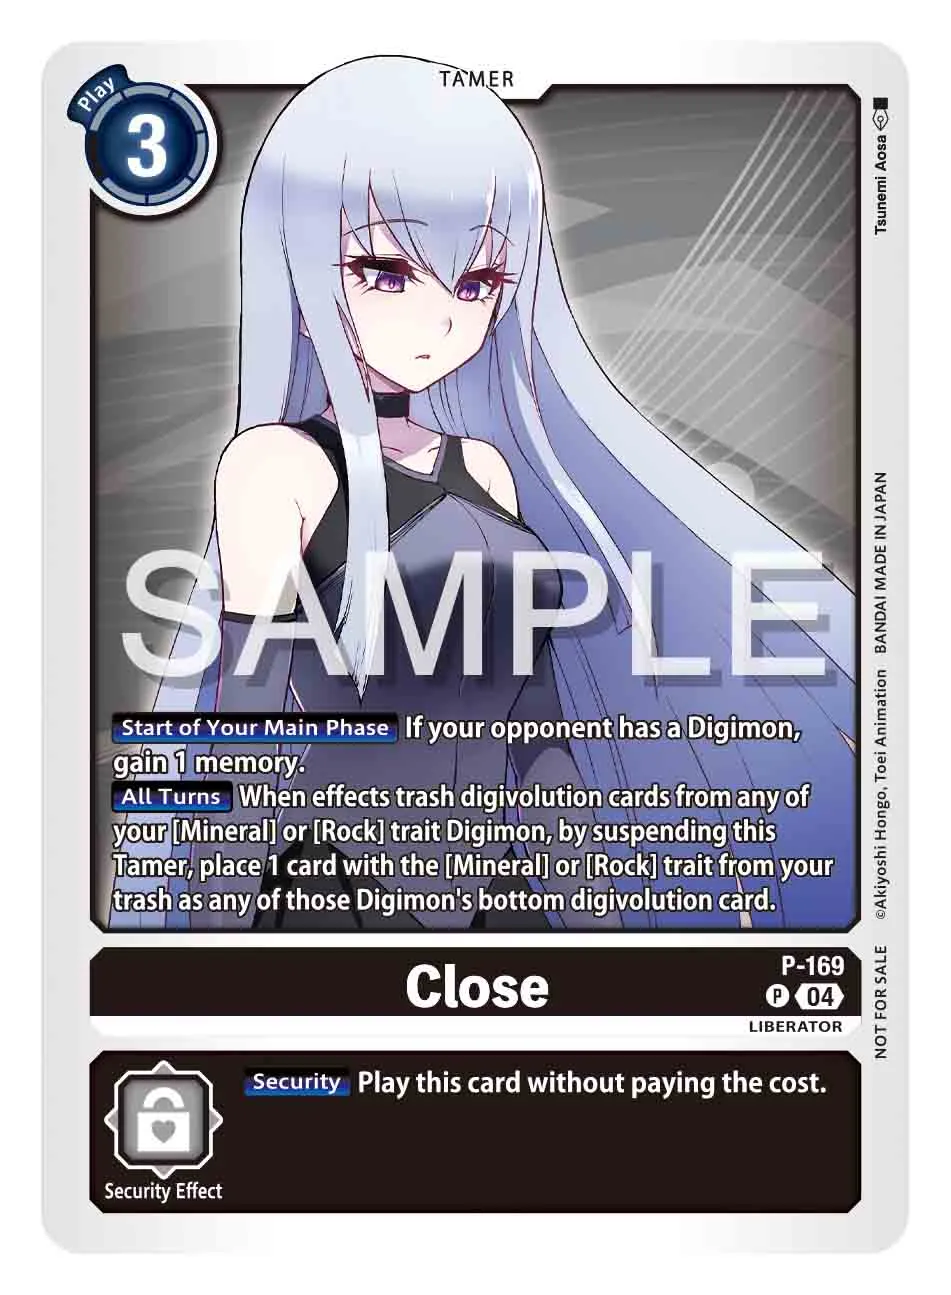 TAMER
Play
3
Tsunemi Aosa
SAMPLE
Start of Your Main Phase If your opponent has a Digimon,
gain 1 memory.
All Turns When effects trash digivolution cards from any of
your [Mineral] or [Rock] trait Digimon, by suspending this
Tamer, place 1 card with the [Mineral] or [Rock] trait from your
trash as any of those Digimon's bottom digivolution card.
©Akiyoshi Hongo, Toei Animation BANDAI MADE IN JAPAN
Close
P-169
P 04
LIBERATOR
NOT FOR SALE
Security Play this card without paying the cost.
Security Effect